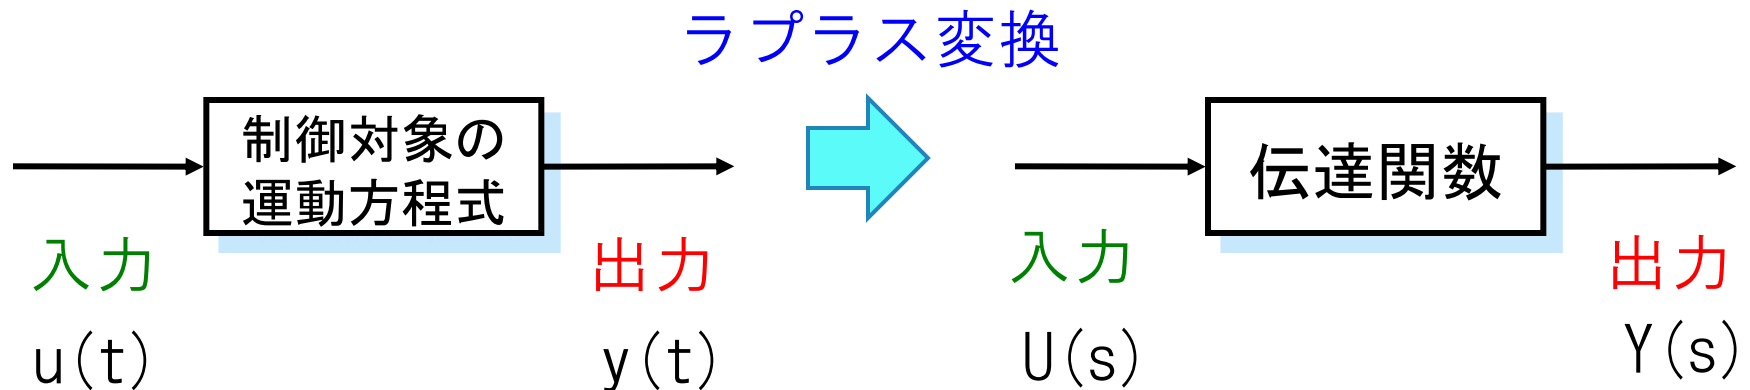 ラプラス変換
制御対象の
運動方程式
伝達関数
入力
出力
入力
出力
u(t)
y(t)
U(s)
Y(s)